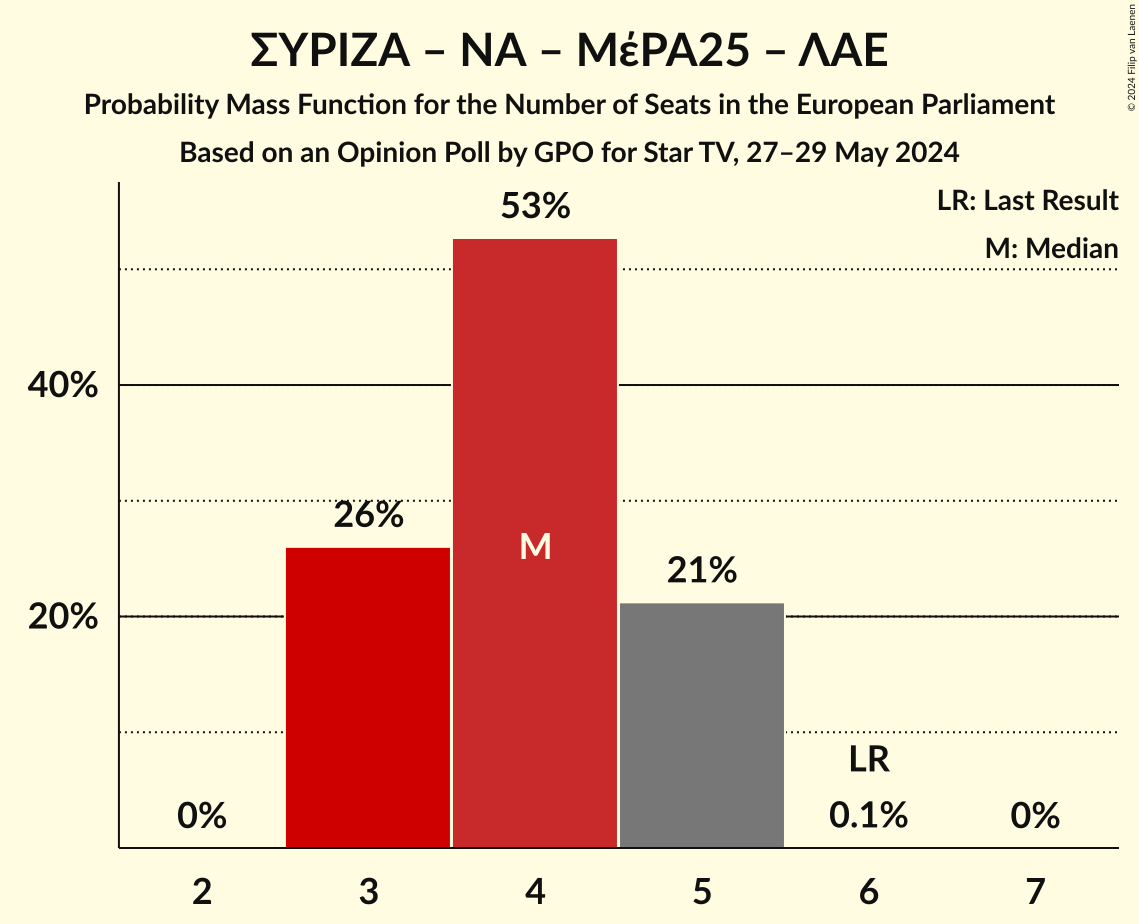 ΣΥΡΙΖΑ – ΝΑ – ΜέΡΑ25 – ΛΑΕ
Probability Mass Function for the Number of Seats in the European Parliament
Based on an Opinion Poll by GPO for Star TV, 27–29 May 2024
© 2024 Filip van Laenen
LR: Last Result
M: Median
53%
40%
26%
M
21%
20%
LR
0%
0.1%
0%
2 3 4 5 6 7